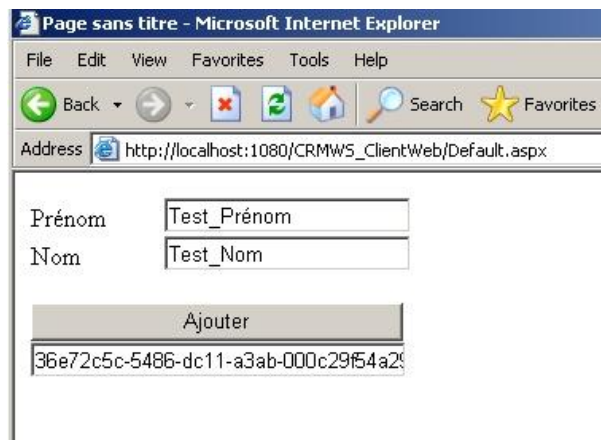 Page sans titre - Microsoft Internet Explorer
File Edit View Favorites Tools Help
Back Search Favorites
Address http://localhost:1080/CRMWS_ClientWeb/Default.aspx
Prénom Test_Prénom
Nom Test_Nom
Ajouter
36e72c5c-5486-dc11-a3ab-000c29f54a29